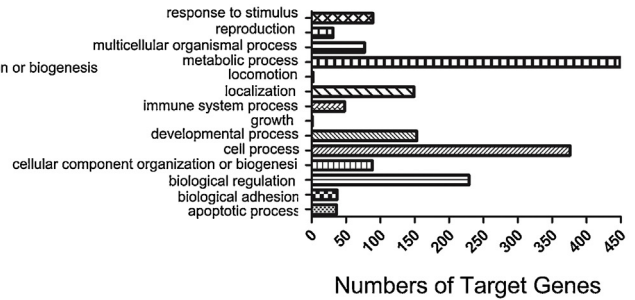 response to stimulus
reproduction
multicellular organismal process
metabolic process
n or biogenesis
locomotion
localization
immune system process
growth
developmental process
cell process
cellular component organization or biogenesi
biological regulation
biological adhesion
apoptotic process
0 50 100 150 200 250 300 350 400 450
Numbers of Target Genes